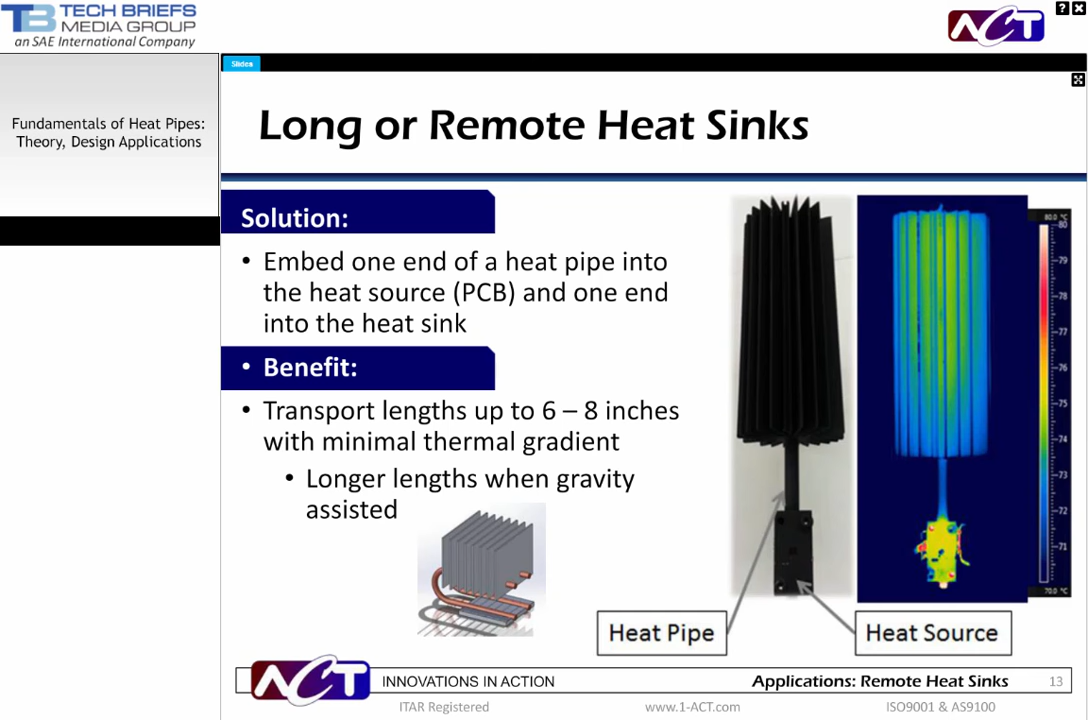 TECH BRIEFS
MEDIA GROUP
an SAE International Company
ACT
Slides
Fundamentals of Heat Pipes:
Theory, Design Applications
Long or Remote Heat Sinks
Solution:
• Embed one end of a heat pipe into
the heat source (PCB) and one end
into the heat sink
• Benefit:
• Transport lengths up to 6 – 8 inches
with minimal thermal gradient
• Longer lengths when gravity
assisted
80.0 °C
80
79
78
77
76
75
74
73
72
71
70.0 °C
Heat Pipe
Heat Source
ACT
INNOVATIONS IN ACTION
Applications: Remote Heat Sinks
13
ITAR Registered
www.1-ACT.com
ISO9001 & AS9100